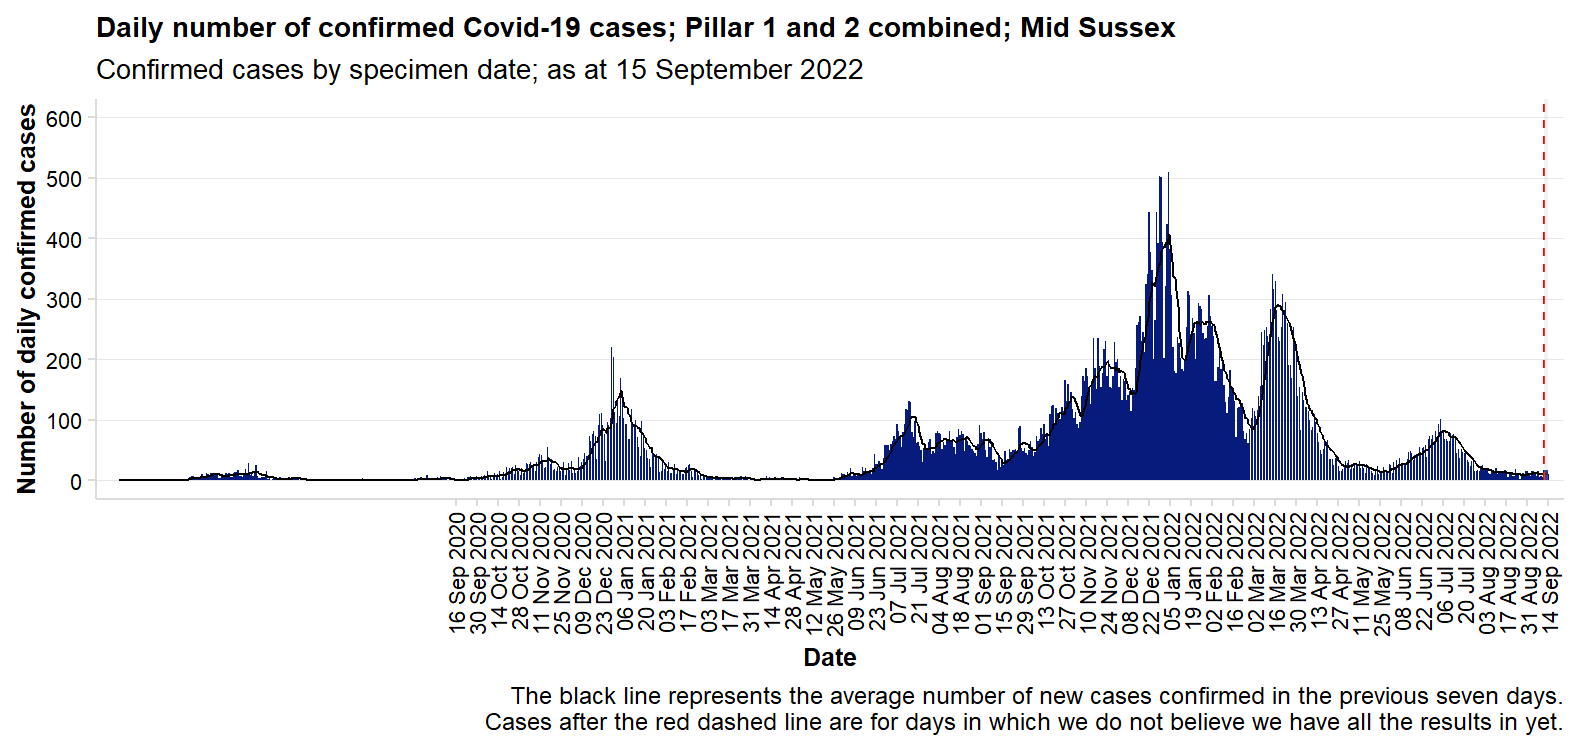 Daily number of confirmed Covid-19 cases; Pillar 1 and 2 combined; Mid Sussex
Confirmed cases by specimen date; as at 15 September 2022
Number of daily confirmed cases
600
500
400
300
200
100
0
16 Sep 2020
30 Sep 2020
14 Oct 2020
28 Oct 2020
11 Nov 2020
25 Nov 2020
09 Dec 2020
23 Dec 2020
06 Jan 2021
20 Jan 2021
03 Feb 2021
17 Feb 2021
03 Mar 2021
17 Mar 2021
31 Mar 2021
14 Apr 2021
28 Apr 2021
12 May 2021
26 May 2021
09 Jun 2021
23 Jun 2021
07 Jul 2021
21 Jul 2021
04 Aug 2021
18 Aug 2021
01 Sep 2021
15 Sep 2021
29 Sep 2021
13 Oct 2021
27 Oct 2021
10 Nov 2021
24 Nov 2021
08 Dec 2021
22 Dec 2021
05 Jan 2022
19 Jan 2022
02 Feb 2022
16 Feb 2022
02 Mar 2022
16 Mar 2022
30 Mar 2022
13 Apr 2022
27 Apr 2022
11 May 2022
25 May 2022
08 Jun 2022
22 Jun 2022
06 Jul 2022
20 Jul 2022
03 Aug 2022
17 Aug 2022
31 Aug 2022
14 Sep 2022
Date
The black line represents the average number of new cases confirmed in the previous seven days.
Cases after the red dashed line are for days in which we do not believe we have all the results in yet.